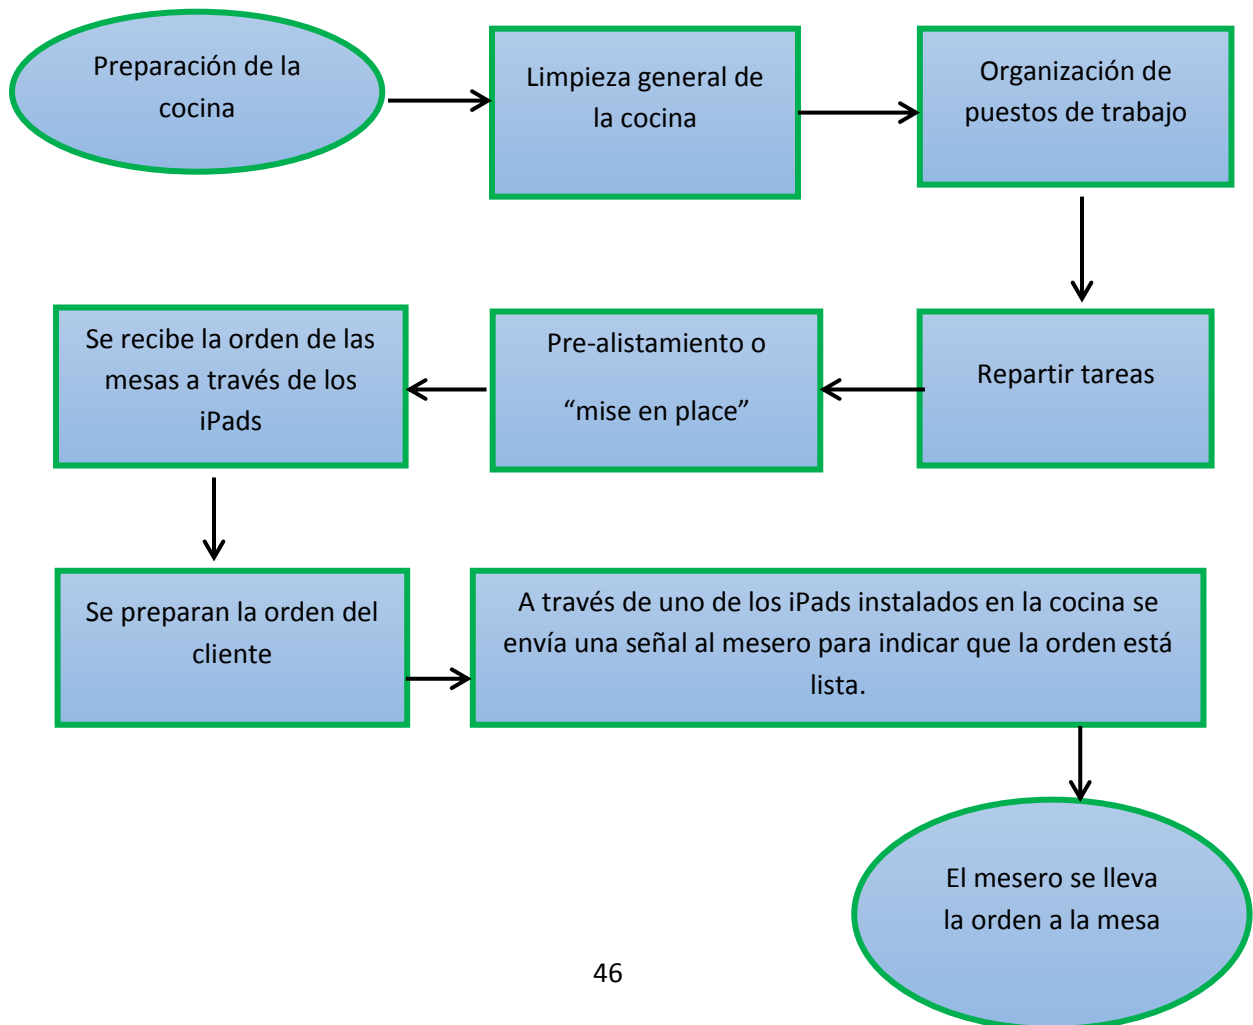 Preparación de la
cocina
Limpieza general de
la cocina
Organización de
puestos de trabajo
Repartir tareas
Pre-alistamiento o
“mise en place”
Se recibe la orden de las
mesas a través de los
iPads
Se preparan la orden del
cliente
A través de uno de los iPads instalados en la cocina se
envía una señal al mesero para indicar que la orden está
lista.
El mesero se lleva
la orden a la mesa
46